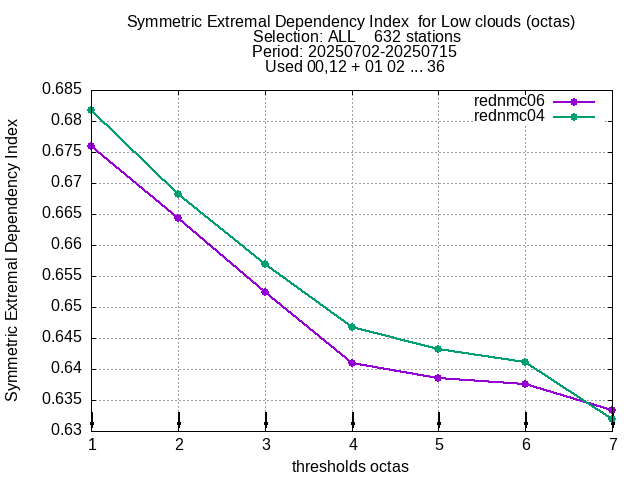 Symmetric Extremal Dependency Index  for Low clouds (octas)
Selection: ALL    632 stations
Period: 20250702-20250715
Used 00,12 + 01 02 ... 36
rednmc06
rednmc04
Symmetric Extremal Dependency Index
0.685
0.68
0.675
0.67
0.665
0.66
0.655
0.65
0.645
0.64
0.635
0.63
1 2 3 4 5 6 7
thresholds octas